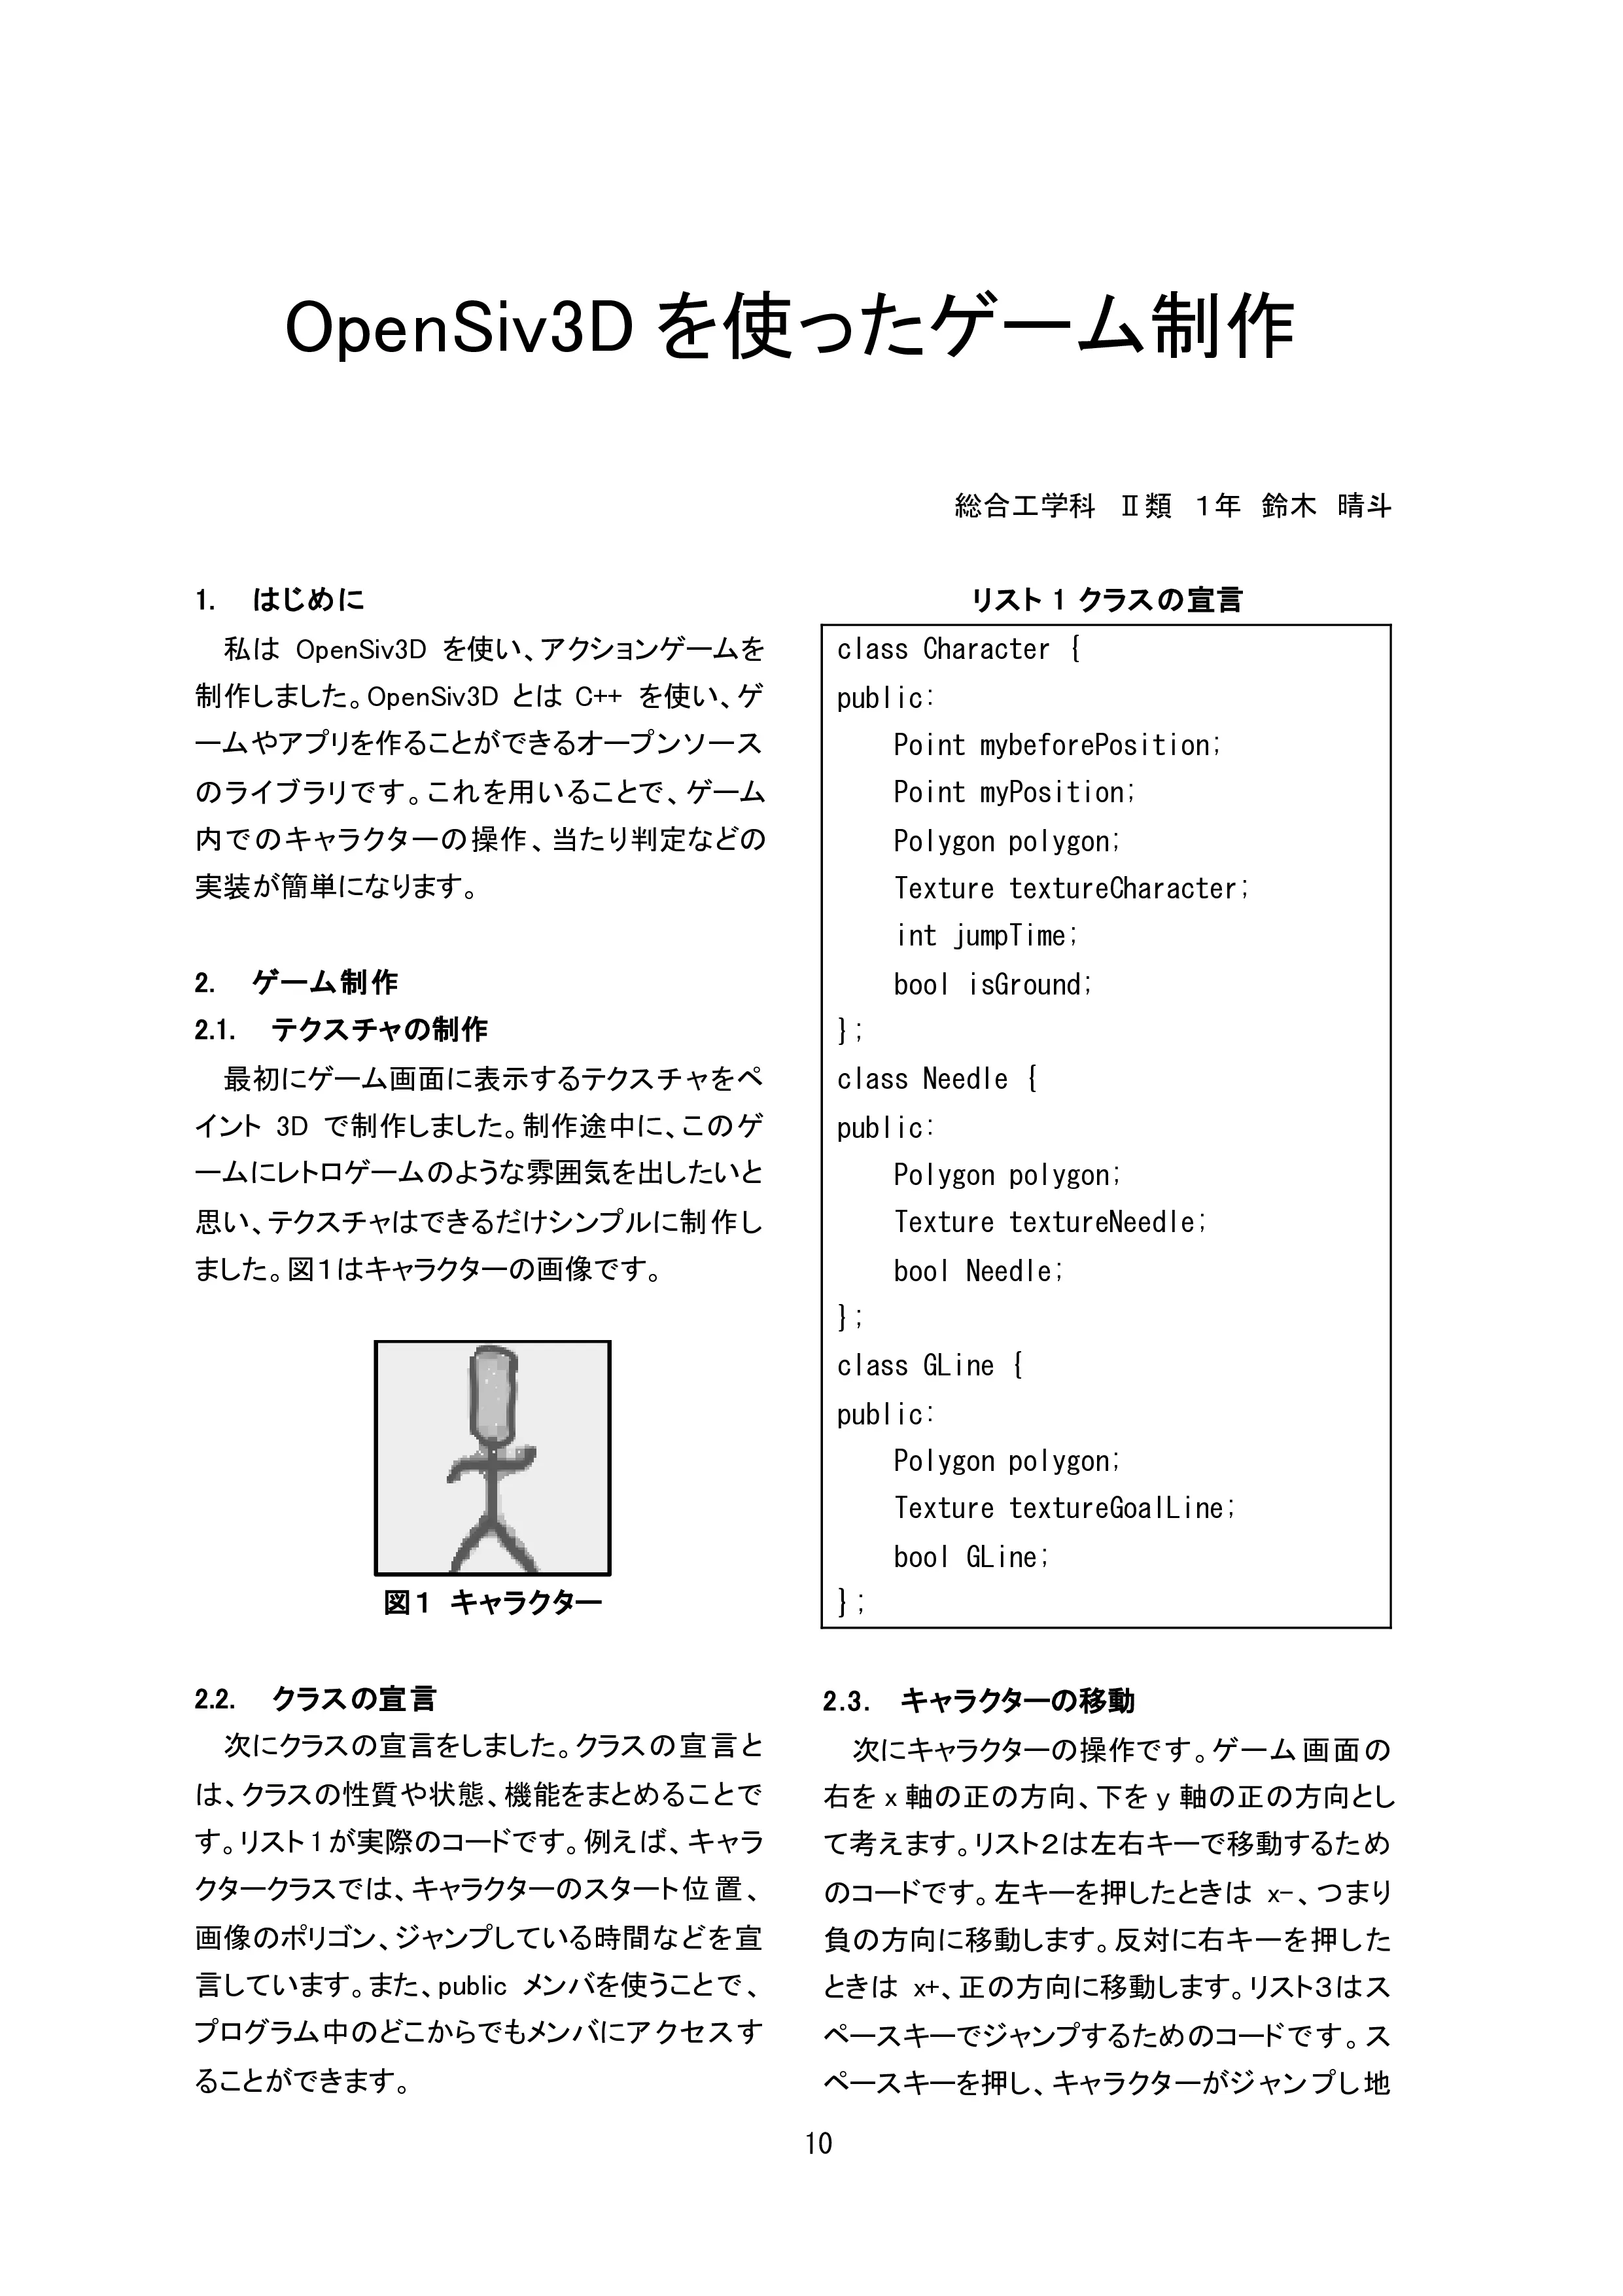 OpenSiv3D を使ったゲーム制作
総合工学科 Ⅱ類 1年 鈴木 晴斗
1. はじめに
私は OpenSiv3D を使い、アクションゲームを
制作しました。OpenSiv3D とは C++ を使い、ゲ
ームやアプリを作ることができるオープンソース
のライブラリです。これを用いることで、ゲーム
内でのキャラクターの操作、当たり判定などの
実装が簡単になります。
2. ゲーム制作
2.1. テクスチャの制作
最初にゲーム画面に表示するテクスチャをペ
イント 3D で制作しました。制作途中に、このゲ
ームにレトロゲームのような雰囲気を出したいと
思い、テクスチャはできるだけシンプルに制作し
ました。図1はキャラクターの画像です。
図1 キャラクター
2.2. クラスの宣言
次にクラスの宣言をしました。クラスの宣言と
は、クラスの性質や状態、機能をまとめることで
す。リスト1が実際のコードです。例えば、キャラ
クタークラスでは、キャラクターのスタート位置、
画像のポリゴン、ジャンプしている時間などを宣
言しています。また、public メンバを使うことで、
プログラム中のどこからでもメンバにアクセスす
ることができます。
リスト 1 クラスの宣言
class Character {
public:
    Point mybeforePosition;
    Point myPosition;
    Polygon polygon;
    Texture textureCharacter;
    int jumpTime;
    bool isGround;
};
class Needle {
public:
    Polygon polygon;
    Texture textureNeedle;
    bool Needle;
};
class GLine {
public:
    Polygon polygon;
    Texture textureGoalLine;
    bool GLine;
};
2.3. キャラクターの移動
次にキャラクターの操作です。ゲーム画面の
右を x 軸の正の方向、下を y 軸の正の方向とし
て考えます。リスト2は左右キーで移動するため
のコードです。左キーを押したときは x-、つまり
負の方向に移動します。反対に右キーを押した
ときは x+、正の方向に移動します。リスト3はス
ペースキーでジャンプするためのコードです。ス
ペースキーを押し、キャラクターがジャンプし地
10